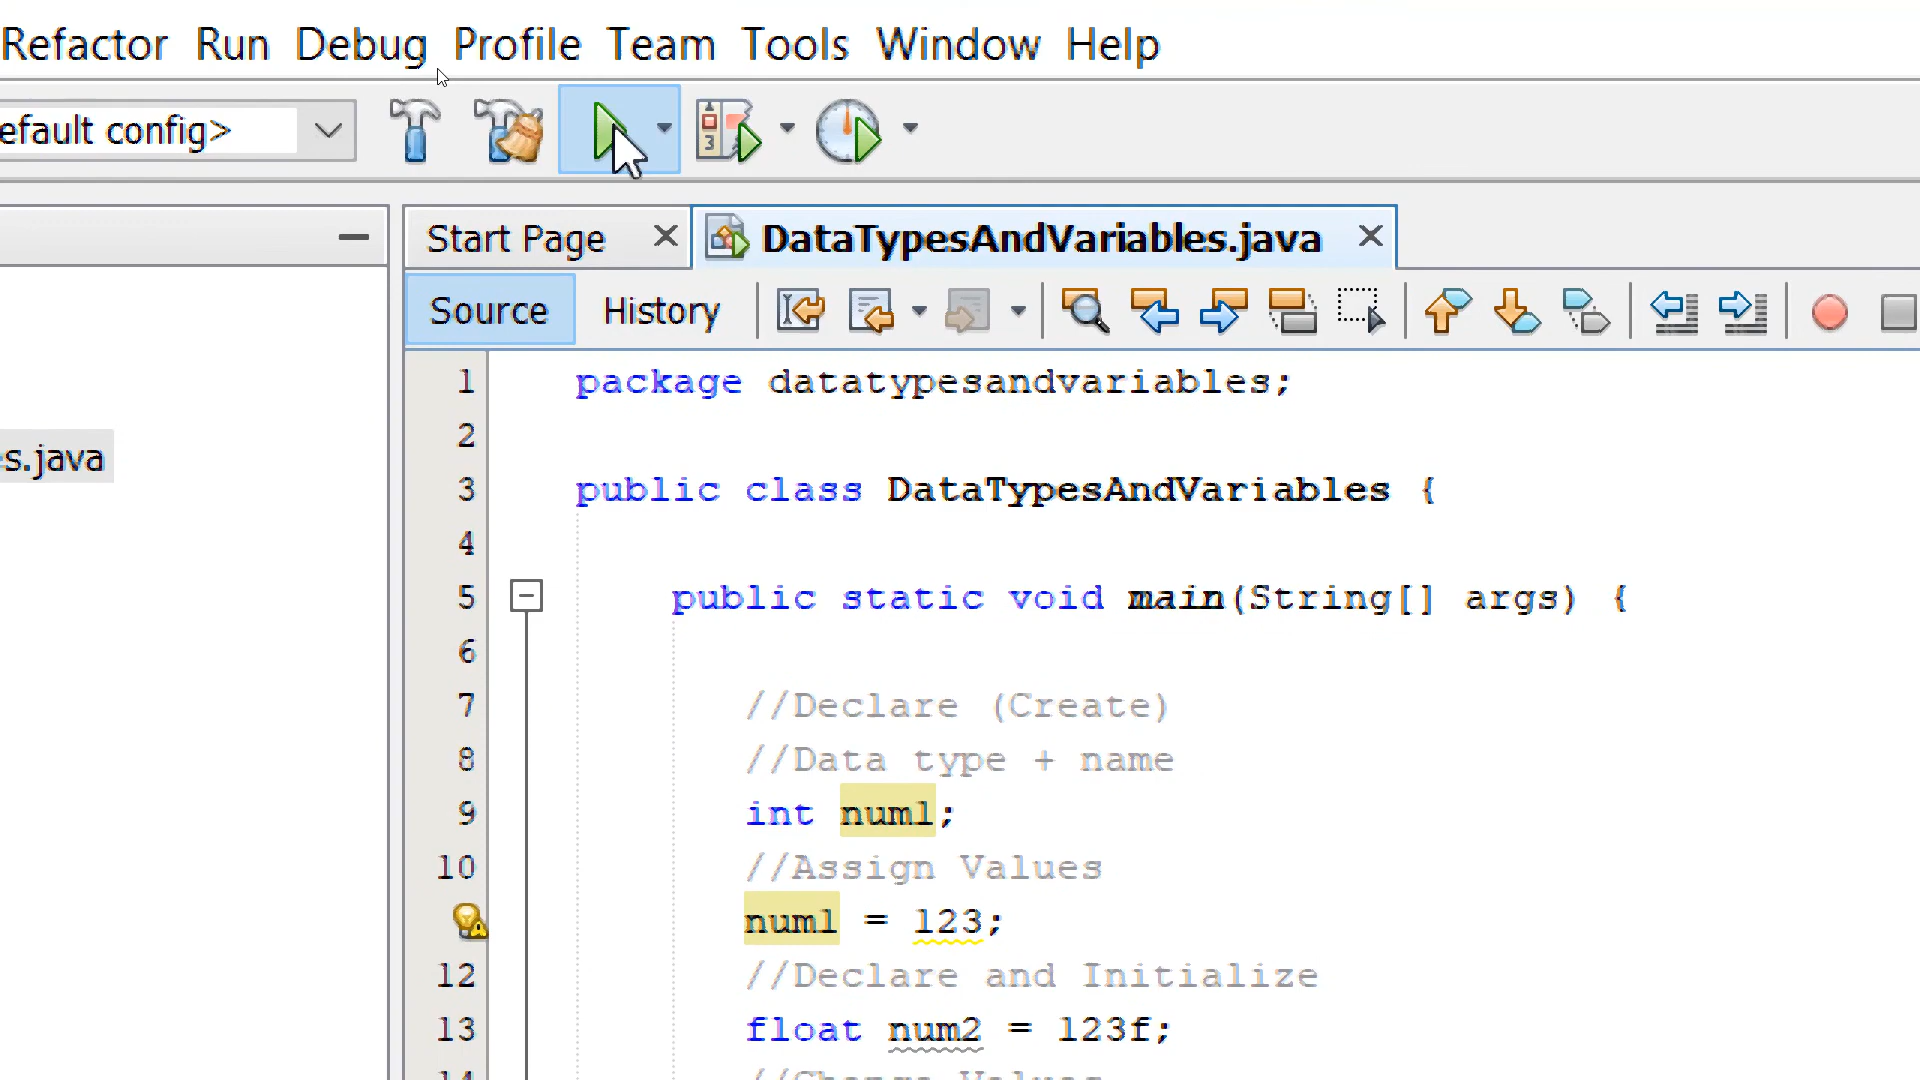 Refactor Run Debug Profile Team Tools Window Help
efault config>
Start Page DataTypesAndVariables.java
Source History
s.java
1 package datatypesandvariables;
2
3 public class DataTypesAndVariables {
4
5 public static void main(String[] args) {
6
7 //Declare (Create)
8 //Data type + name
9 int num1;
10 //Assign Values
num1 = 123;
12 //Declare and Initialize
13 float num2 = 123f;
14 //Change Values